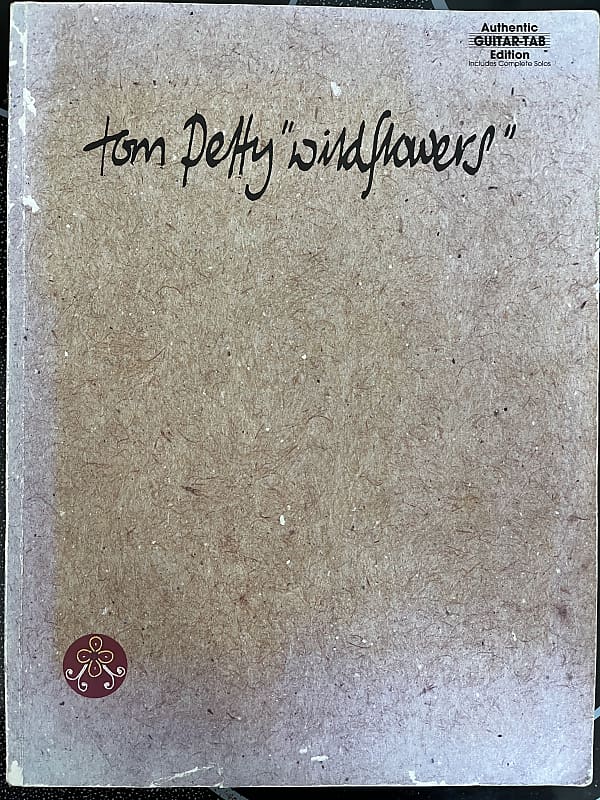 Authentic
GUITAR-TAB
Edition
Includes Complete Solos
tom Petty "wildflowers"